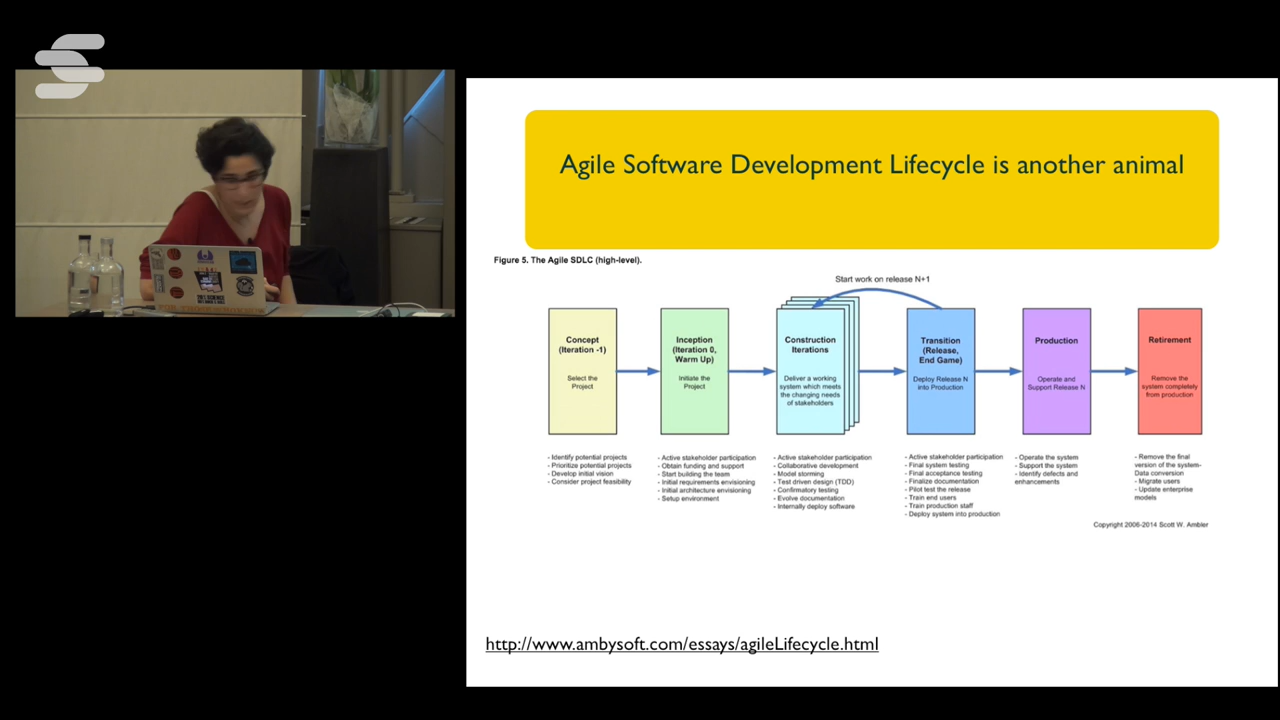 Agile Software Development Lifecycle is another animal
Figure 5. The Agile SDLC (high-level).
Start work on release N+1
Concept
(Iteration -1)
Select the
Project
Inception
(Iteration 0,
Warm Up)
Initiate the
Project
Construction
Iterations
Deliver a working
system which meets
the changing needs
of stakeholders
Transition
(Release,
End Game)
Deploy Release N
into Production
Production
Operate and
Support Release N
Retirement
Remove the
system completely
from production
- Identify potential projects
- Prioritize potential projects
- Develop initial vision
- Consider project feasibility
- Active stakeholder participation
- Obtain funding and support
- Start building the team
- Initial requirements envisioning
- Initial architecture envisioning
- Setup environment
- Active stakeholder participation
- Collaborative development
- Model storming
- Test driven design (TDD)
- Confirmatory testing
- Evolve documentation
- Internally deploy software
- Active stakeholder participation
- Final system testing
- Final acceptance testing
- Finalize documentation
- Pilot test the release
- Train end users
- Train production staff
- Deploy system into production
- Operate the system
- Support the system
- Identify defects and
enhancements
- Remove the final
version of the system-
Data conversion
- Migrate users
- Update enterprise
models
Copyright 2006-2014 Scott W. Ambler
http://www.ambysoft.com/essays/agileLifecycle.html